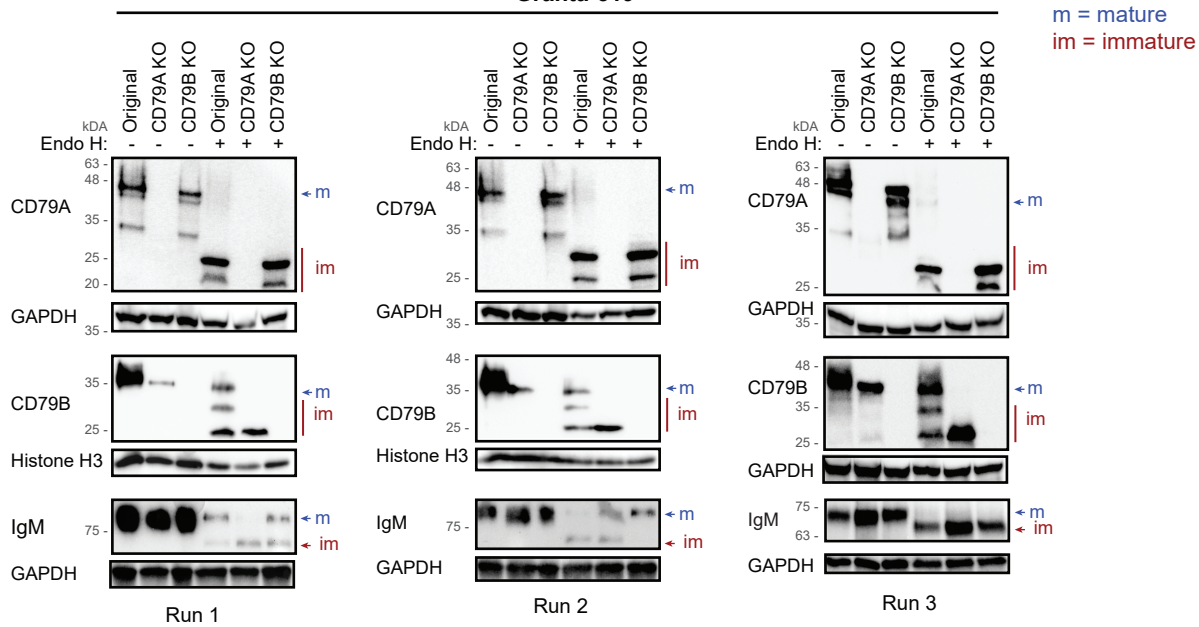 m = mature
im = immature
Original
CD79A KO
CD79B KO
Original
CD79A KO
CD79B KO
kDA
Endo H: - - - + + +
63 -
48 -
CD79A
35 -
25 -
20 -
m
im
GAPDH
35 -
CD79B
35 -
25 -
m
im
Histone H3
IgM
75 -
m
im
GAPDH
Run 1
Original
CD79A KO
CD79B KO
Original
CD79A KO
CD79B KO
kDA
Endo H: - - - + + +
63 -
48 -
CD79A
35 -
25 -
m
im
GAPDH
35 -
48 -
35 -
CD79B
25 -
m
im
Histone H3
IgM
75 -
m
im
GAPDH
Run 2
Original
CD79A KO
CD79B KO
Original
CD79A KO
CD79B KO
kDA
Endo H: - - - + + +
63 -
48 -
CD79A
35 -
25 -
m
im
GAPDH
35 -
48 -
CD79B
35 -
25 -
m
im
GAPDH
75 -
IgM
63 -
m
im
GAPDH
Run 3